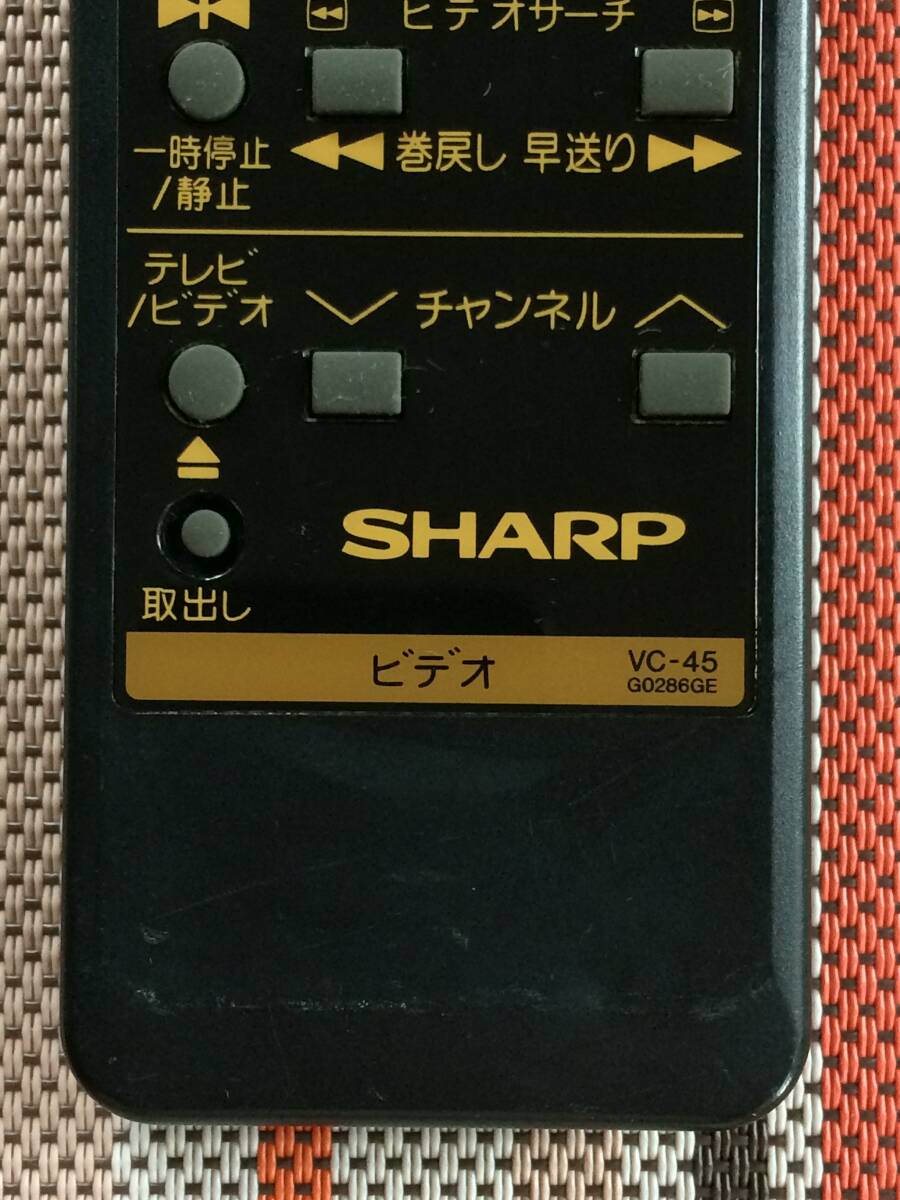 ビデオサーチ
一時停止
/静止
巻戻し 早送り
テレビ
/ビデオ
チャンネル
SHARP
取出し
ビデオ
VC-45
G0286GE